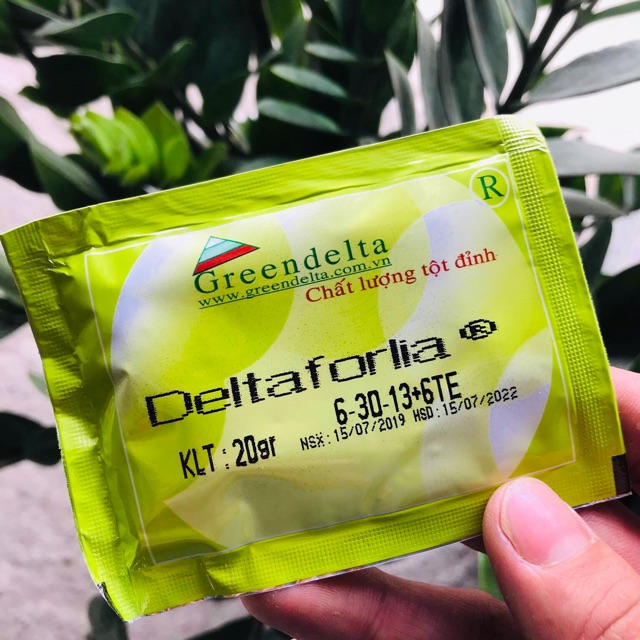 R
Greendelta
www.greendelta.com.vn
Chất lượng tột đỉnh
Deltaforlia ®
6-30-13+6TE
KLT : 20gr
NSX: 15/07/2019 HSD: 15/07/2022